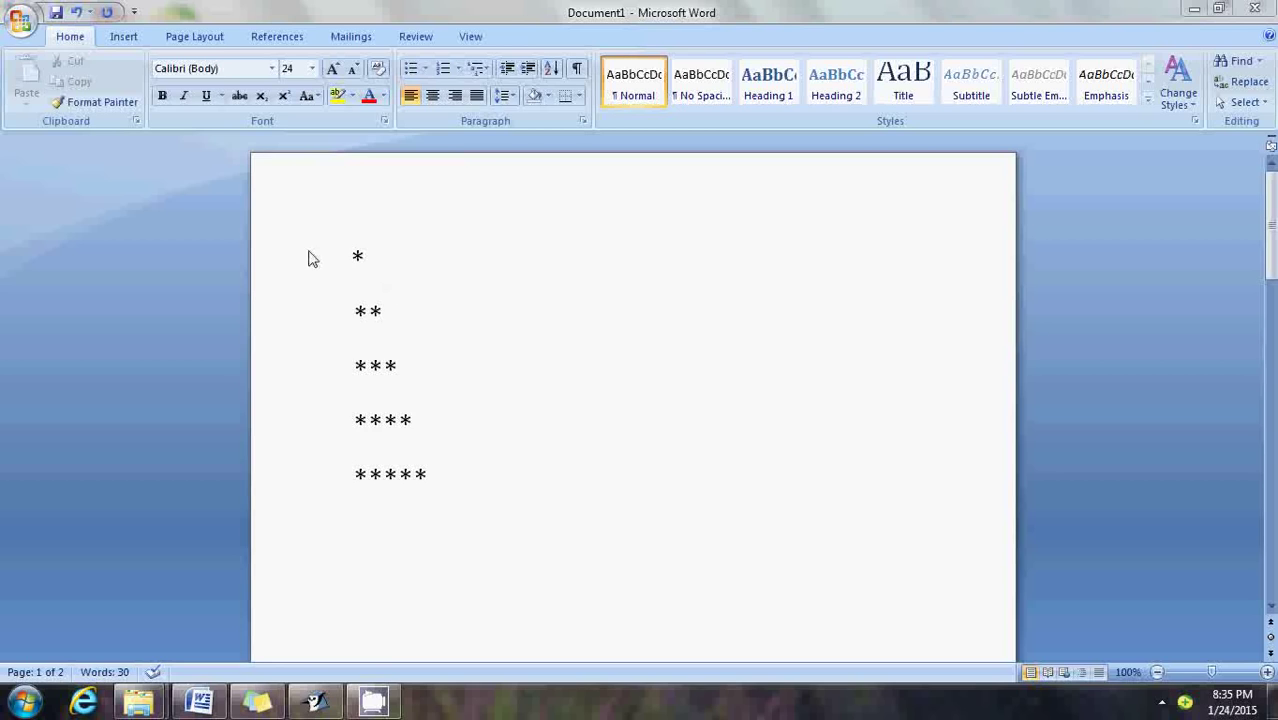 Document1 - Microsoft Word
Home Insert Page Layout References Mailings Review View
Paste
Cut
Copy
Format Painter
Clipboard
Calibri (Body) 24
B I U abc x₂ x² Aa
Font
Paragraph
AaBbCcDc AaBbCcDc AaBbC AaBbCc AaB AaBbCc. AaBbCcDc AaBbCcDc
¶ Normal ¶ No Spaci... Heading 1 Heading 2 Title Subtitle Subtle Em... Emphasis
Change Styles
Styles
Find
Replace
Select
Editing
*
**
***
****
*****
Page: 1 of 2 Words: 30 100%
8:35 PM
1/24/2015